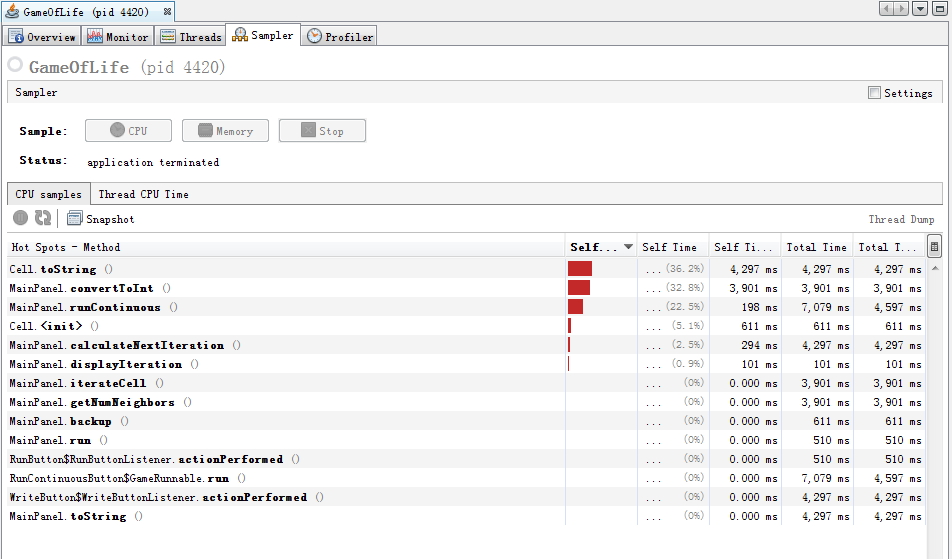 GameOfLife (pid 4420)
Overview Monitor Threads Sampler Profiler
GameOfLife (pid 4420)
Sampler Settings
Sample: CPU Memory Stop
Status: application terminated
CPU samples Thread CPU Time
Snapshot Thread Dump
Hot Spots - Method Self... Self Time Self Ti... Total Time Total T...
Cell.toString () ... (36.2%) 4,297 ms 4,297 ms 4,297 ms
MainPanel.convertToInt () ... (32.8%) 3,901 ms 3,901 ms 3,901 ms
MainPanel.runContinuous () ... (22.5%) 198 ms 7,079 ms 4,597 ms
Cell.<init> () ... (5.1%) 611 ms 611 ms 611 ms
MainPanel.calculateNextIteration () ... (2.5%) 294 ms 4,297 ms 4,297 ms
MainPanel.displayIteration () ... (0.9%) 101 ms 101 ms 101 ms
MainPanel.iterateCell () ... (0%) 0.000 ms 3,901 ms 3,901 ms
MainPanel.getNumNeighbors () ... (0%) 0.000 ms 3,901 ms 3,901 ms
MainPanel.backup () ... (0%) 0.000 ms 611 ms 611 ms
MainPanel.run () ... (0%) 0.000 ms 510 ms 510 ms
RunButton$RunButtonListener.actionPerformed () ... (0%) 0.000 ms 510 ms 510 ms
RunContinuousButton$GameRunnable.run () ... (0%) 0.000 ms 7,079 ms 4,597 ms
WriteButton$WriteButtonListener.actionPerformed () ... (0%) 0.000 ms 4,297 ms 4,297 ms
MainPanel.toString () ... (0%) 0.000 ms 4,297 ms 4,297 ms